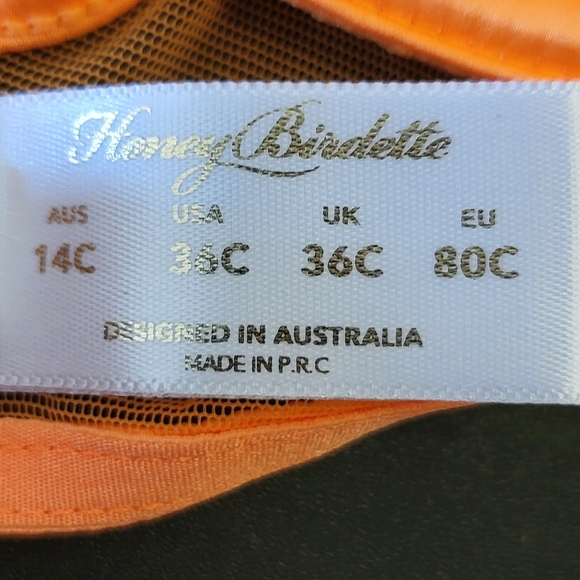 Honey Birdette
AUS USA UK EU
14C 36C 36C 80C
DESIGNED IN AUSTRALIA
MADE IN P.R.C